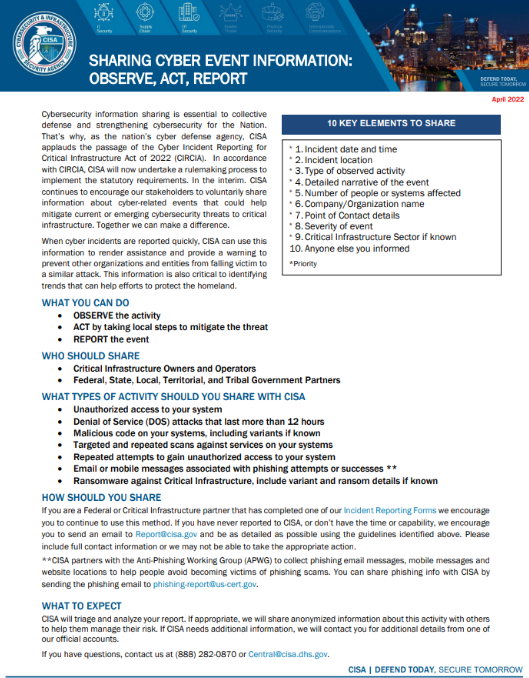 CYBERSECURITY & INFRASTRUCTURE
CISA
SECURITY AGENCY
SHARING CYBER EVENT INFORMATION:
OBSERVE, ACT, REPORT
DEFEND TODAY,
SECURE TOMORROW
April 2022
Cybersecurity information sharing is essential to collective
defense and strengthening cybersecurity for the Nation.
That's why, as the nation's cyber defense agency, CISA
applauds the passage of the Cyber Incident Reporting for
Critical Infrastructure Act of 2022 (CIRCIA). In accordance
with CIRCIA, CISA will now undertake a rulemaking process to
implement the statutory requirements. In the interim. CISA
continues to encourage our stakeholders to voluntarily share
information about cyber-related events that could help
mitigate current or emerging cybersecurity threats to critical
infrastructure. Together we can make a difference.
When cyber incidents are reported quickly, CISA can use this
information to render assistance and provide a warning to
prevent other organizations and entities from falling victim to
a similar attack. This information is also critical to identifying
trends that can help efforts to protect the homeland.
10 KEY ELEMENTS TO SHARE
* 1. Incident date and time
* 2. Incident location
* 3. Type of observed activity
* 4. Detailed narrative of the event
* 5. Number of people or systems affected
* 6. Company/Organization name
* 7. Point of Contact details
* 8. Severity of event
* 9. Critical Infrastructure Sector if known
10. Anyone else you informed
*Priority
WHAT YOU CAN DO
• OBSERVE the activity
• ACT by taking local steps to mitigate the threat
• REPORT the event
WHO SHOULD SHARE
• Critical Infrastructure Owners and Operators
• Federal, State, Local, Territorial, and Tribal Government Partners
WHAT TYPES OF ACTIVITY SHOULD YOU SHARE WITH CISA
• Unauthorized access to your system
• Denial of Service (DOS) attacks that last more than 12 hours
• Malicious code on your systems, including variants if known
• Targeted and repeated scans against services on your systems
• Repeated attempts to gain unauthorized access to your system
• Email or mobile messages associated with phishing attempts or successes **
• Ransomware against Critical Infrastructure, include variant and ransom details if known
HOW SHOULD YOU SHARE
If you are a Federal or Critical Infrastructure partner that has completed one of our Incident Reporting Forms we encourage
you to continue to use this method. If you have never reported to CISA, or don't have the time or capability, we encourage
you to send an email to Report@cisa.gov and be as detailed as possible using the guidelines identified above. Please
include full contact information or we may not be able to take the appropriate action.
**CISA partners with the Anti-Phishing Working Group (APWG) to collect phishing email messages, mobile messages and
website locations to help people avoid becoming victims of phishing scams. You can share phishing info with CISA by
sending the phishing email to phishing-report@us-cert.gov.
WHAT TO EXPECT
CISA will triage and analyze your report. If appropriate, we will share anonymized information about this activity with others
to help them manage their risk. If CISA needs additional information, we will contact you for additional details from one of
our official accounts.
If you have questions, contact us at (888) 282-0870 or Central@cisa.dhs.gov.
CISA | DEFEND TODAY, SECURE TOMORROW